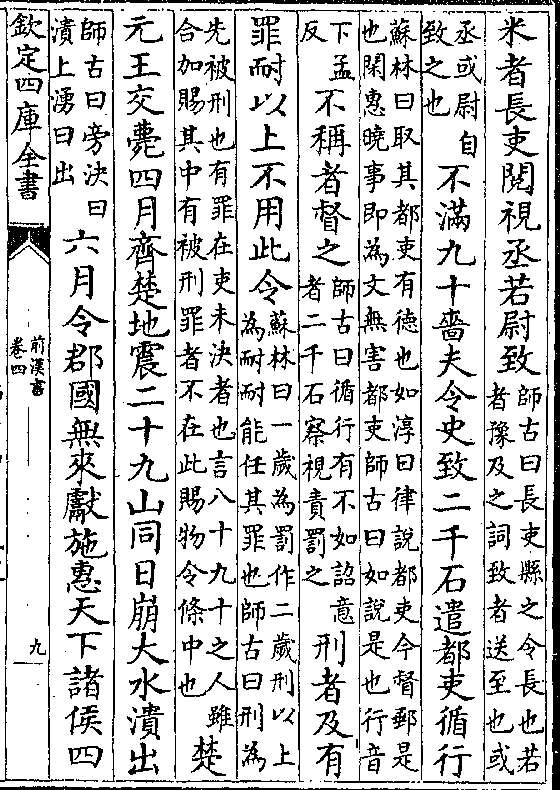 米者長吏閱視丞若尉致
師古曰長吏縣之令長也若
者豫及之詞致者送至也或
丞或尉自
致之也
不滿九十嗇夫令史致二千石遣都吏循行
蘇林曰取其都吏有德也如淳曰律說都吏今督郵是
也閑惠曉事即為文無害都吏師古曰如說是也行音
下孟
反
不稱者督之
師古曰循行有不如詔意
者二千石察視責罰之
刑者及有
罪耐以上不用此令
蘇林曰一歲為罰作二歲刑以上
為耐耐能任其罪也師古曰刑為
先被刑也有罪在吏未決者也言八十九十之人雖
合加賜其中有被刑罪者不在此賜物令條中也
楚
元王交薨四月齊楚地震二十九山同日崩大水潰出
師古曰旁決曰
潰上湧曰出
六月令郡國無來獻施惠天下諸侯四
欽定四庫全書
前漢書
卷四
九